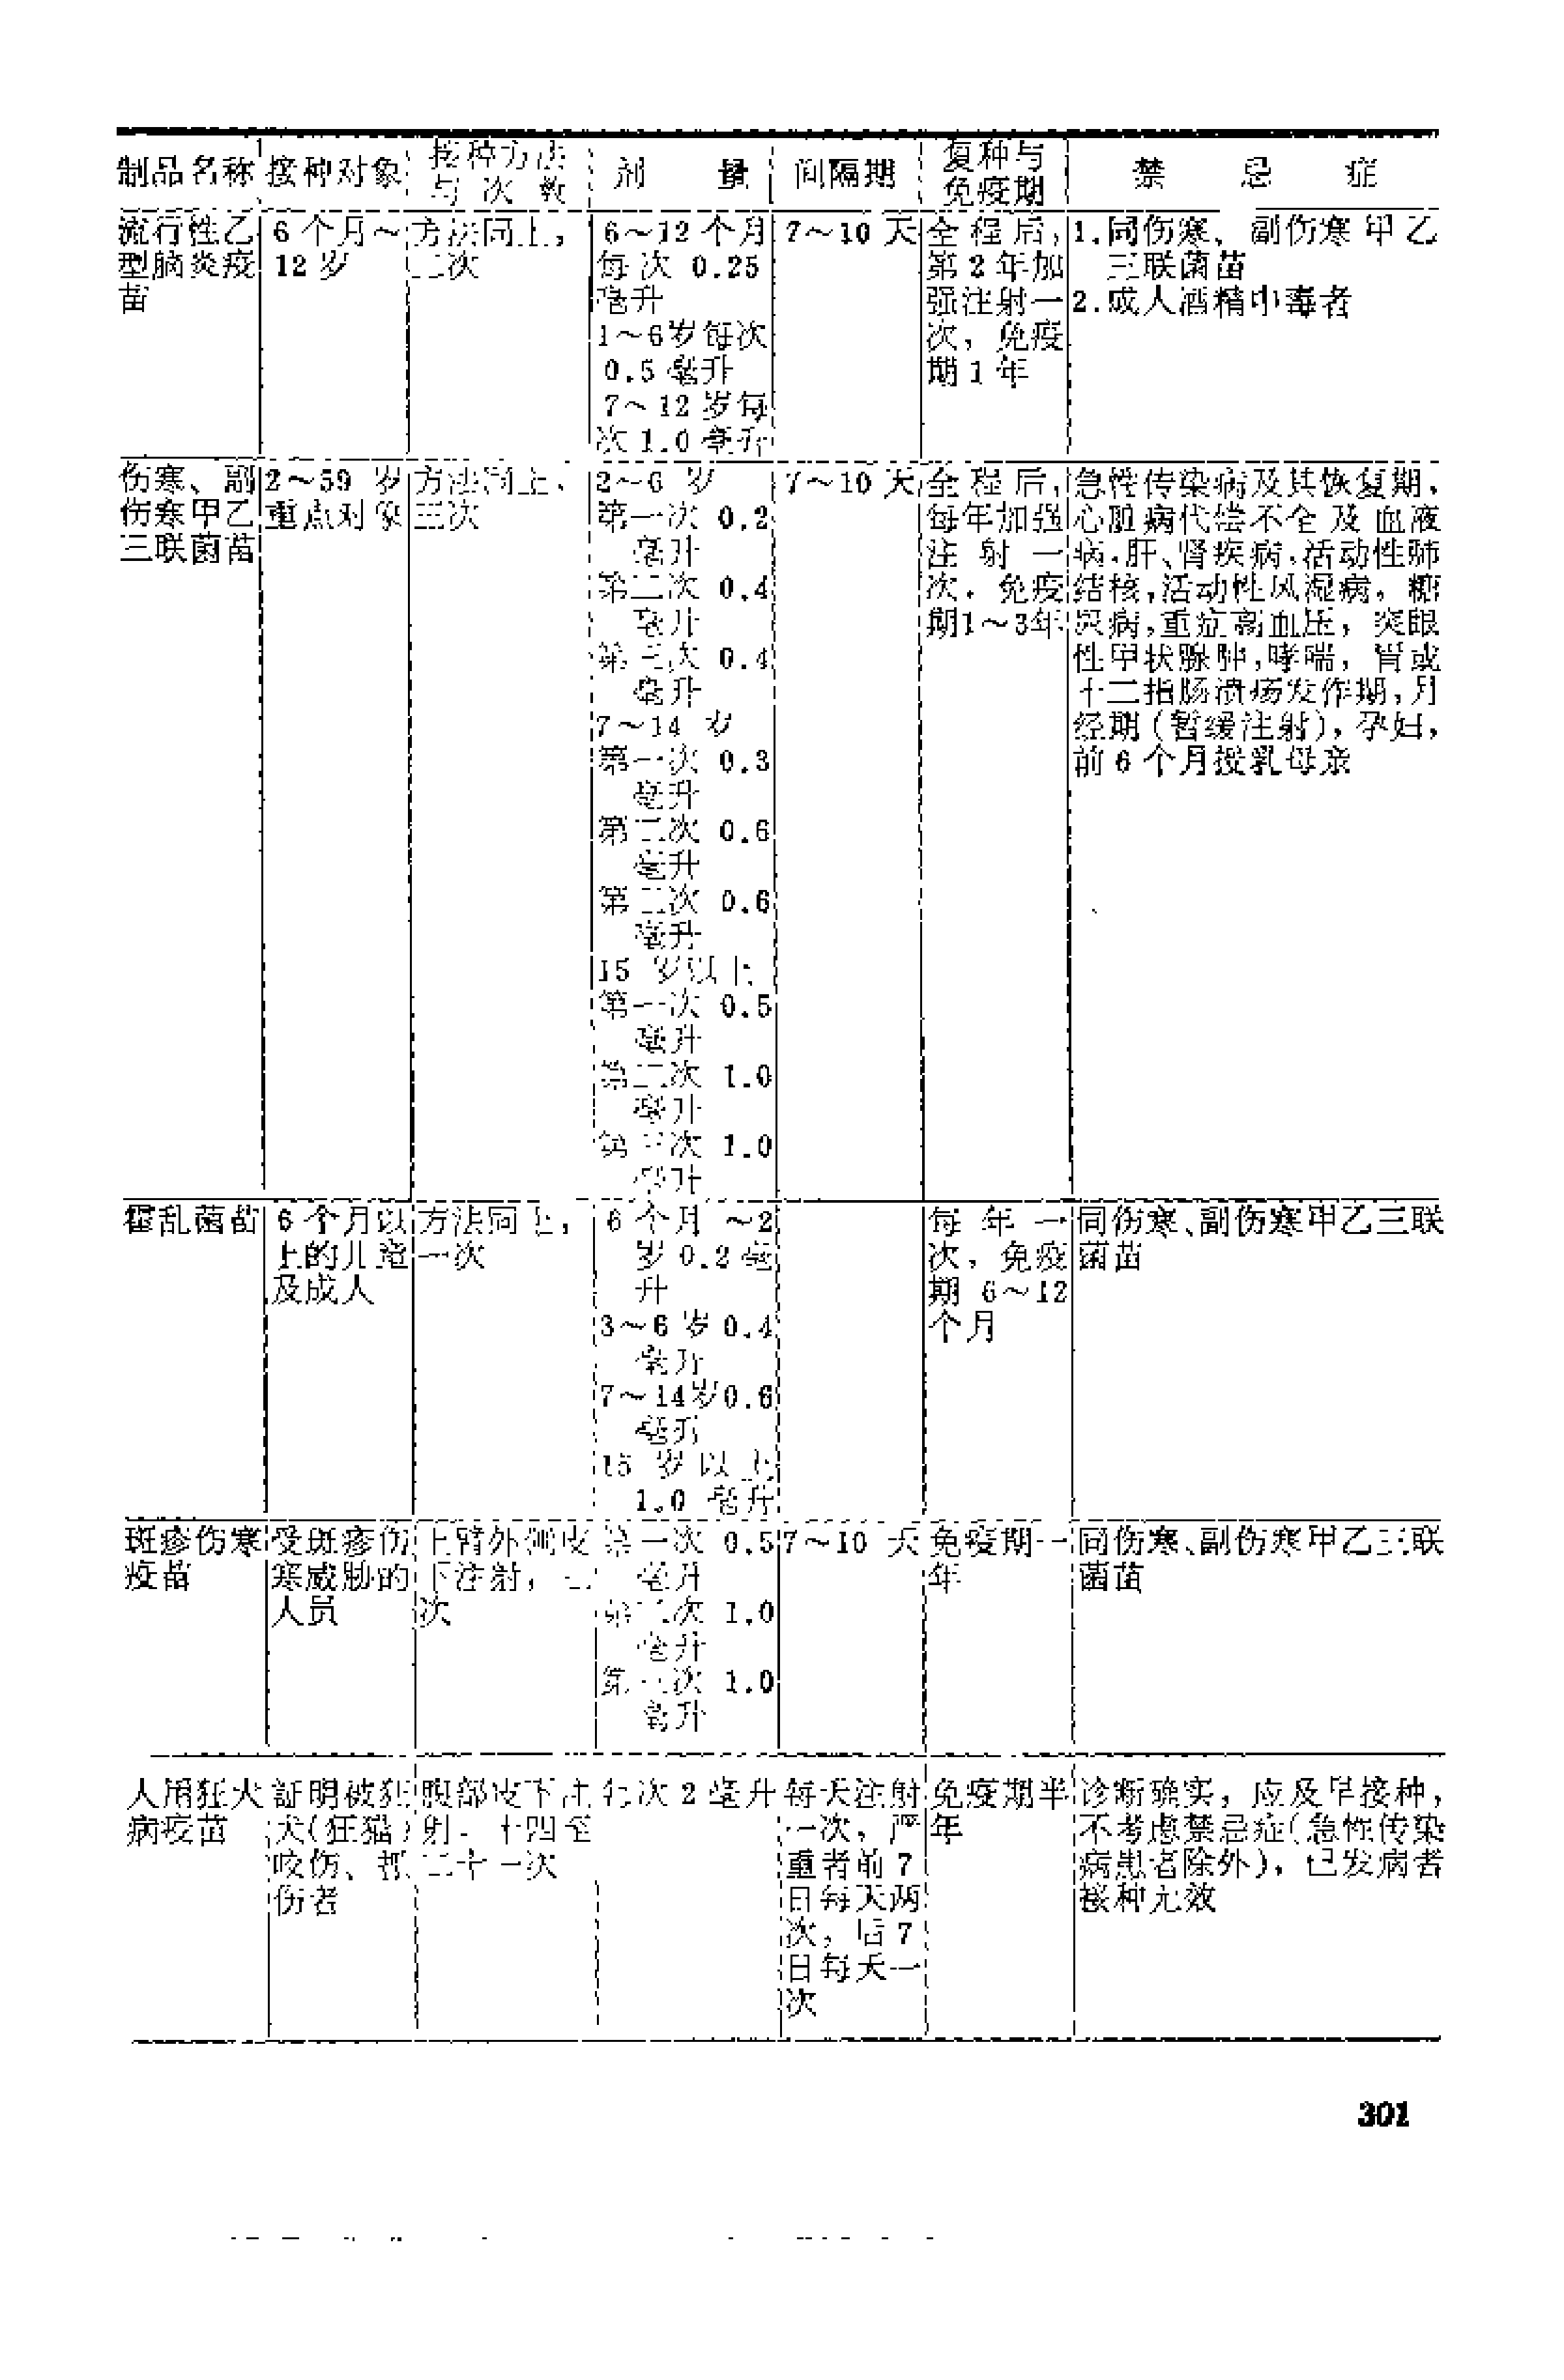 制品名称 接种对象 接种方法与次数 剂量 间隔期 复种与免疫期 禁忌症
流行性乙
型脑炎疫
苗
6个月～
12岁
方法同上，
二次
6～12个月
每次 0.25
毫升
1～6岁每次
0.5毫升
7～12岁每
次1.0毫升
7～10天
全程后，
第2年加
强注射一
次，免疫
期1年
1.同伤寒、副伤寒甲乙
三联菌苗
2.成人酒精中毒者
伤寒、副
伤寒甲乙
三联菌苗
2～59 岁
重点对象
方法同上，
三次
2～6 岁
第一次 0.2
毫升
第二次 0.4
毫升
第三次 0.4
毫升
7～14 岁
第一次 0.3
毫升
第二次 0.6
毫升
第三次 0.6
毫升
15 岁以上
第一次 0.5
毫升
第二次 1.0
毫升
第三次 1.0
毫升
7～10天
全程后，
每年加强
注射一
次，免疫
期1～3年
急性传染病及其恢复期，
心脏病代偿不全及血液
病，肝、肾疾病，活动性肺
结核，活动性风湿病，糖
尿病，重症高血压，突眼
性甲状腺肿，哮喘，胃或
十二指肠溃疡发作期，月
经期（暂缓注射），孕妇，
前6个月授乳母亲
霍乱菌苗
6个月以
上的儿童
及成人
方法同上，
一次
6个月～2
岁0.2毫
升
3～6岁0.4
毫升
7～14岁0.6
毫升
15 岁以上
1.0 毫升
每年一
次，免疫
期 6～12
个月
同伤寒、副伤寒甲乙三联
菌苗
斑疹伤寒
疫苗
受斑疹伤
寒威胁的
人员
上臂外侧皮
下注射，三
次
第一次 0.5
毫升
第二次 1.0
毫升
第三次 1.0
毫升
7～10 天
免疫期一
年
同伤寒、副伤寒甲乙三联
菌苗
人用狂犬
病疫苗
証明被狂
犬（狂猫）
咬伤、抓
伤者
腹部皮下注
射，十四至
二十一次
每次2毫升
每天注射
一次，严
重者前7
日每天两
次，后7
日每天一
次
免疫期半
年
诊断确实，应及早接种，
不考虑禁忌症（急性传染
病患者除外），已发病者
接种无效
301